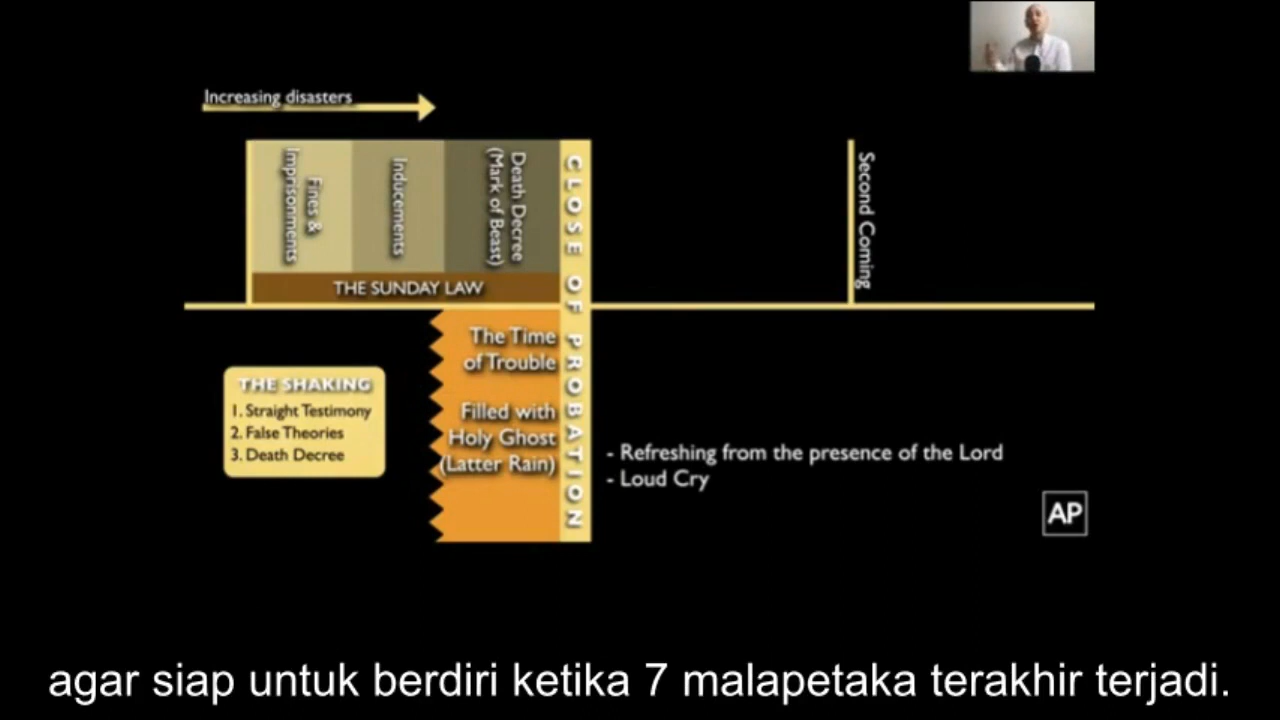 Increasing disasters
Fines &
Imprisonments
Inducements
Death Decree
(Mark of Beast)
CLOSE OF PROBATION
Second Coming
THE SUNDAY LAW
The Time
of Trouble
Filled with
Holy Ghost
(Latter Rain)
THE SHAKING
1. Straight Testimony
2. False Theories
3. Death Decree
- Refreshing from the presence of the Lord
- Loud Cry
AP
agar siap untuk berdiri ketika 7 malapetaka terakhir terjadi.